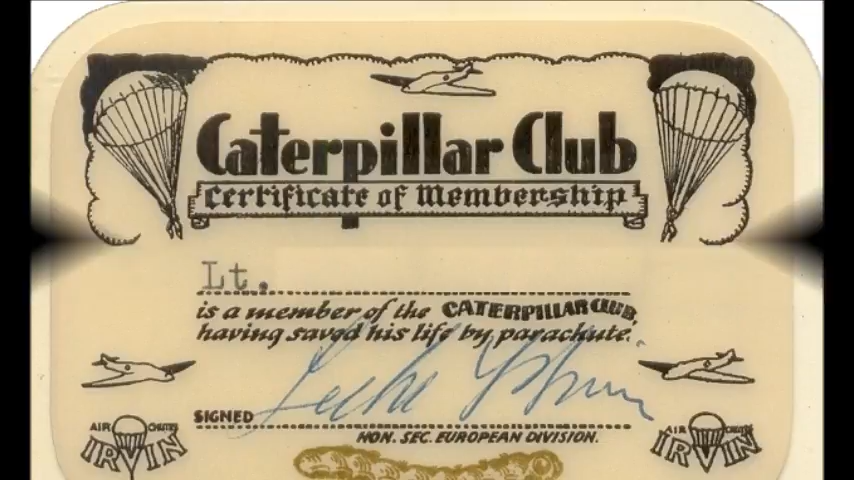 Caterpillar Club
Certificate of Membership
Lt.
is a member of the CATERPILLAR CLUB,
having saved his life by parachute.
SIGNED
HON. SEC. EUROPEAN DIVISION.
AIR CHUTES
IRVIN
AIR CHUTES
IRVIN